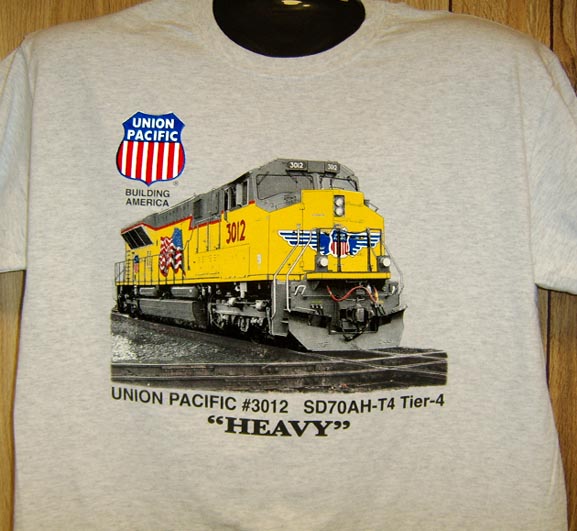 UNION
PACIFIC
®
BUILDING
AMERICA
3012
3012
UNION PACIFIC #3012 SD70AH-T4 Tier-4
“HEAVY”